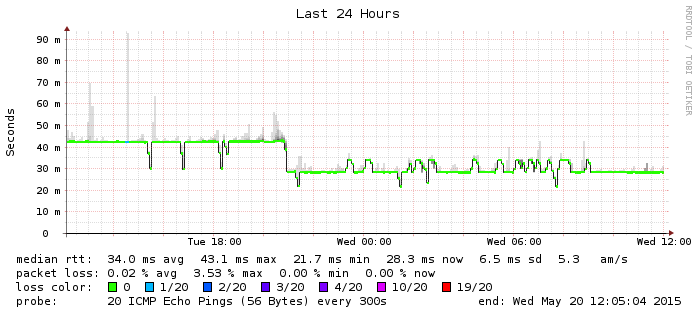 Last 24 Hours
RRDTOOL / TOBI OETIKER
Seconds
90 m
80 m
70 m
60 m
50 m
40 m
30 m
20 m
10 m
0
Tue 18:00 Wed 00:00 Wed 06:00 Wed 12:00
median rtt: 34.0 ms avg 43.1 ms max 21.7 ms min 28.3 ms now 6.5 ms sd 5.3 am/s
packet loss: 0.02 % avg 3.53 % max 0.00 % min 0.00 % now
loss color: 0 1/20 2/20 3/20 4/20 10/20 19/20
probe: 20 ICMP Echo Pings (56 Bytes) every 300s end: Wed May 20 12:05:04 2015